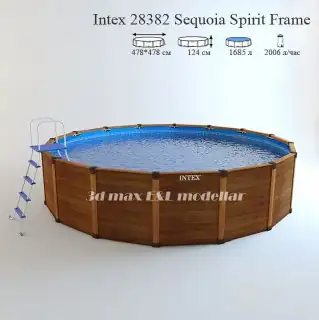 Intex 28382 Sequoia Spirit Frame
478*478 см 124 см 1685 л 2006 л/час
INTEX
3d max E&L modellar